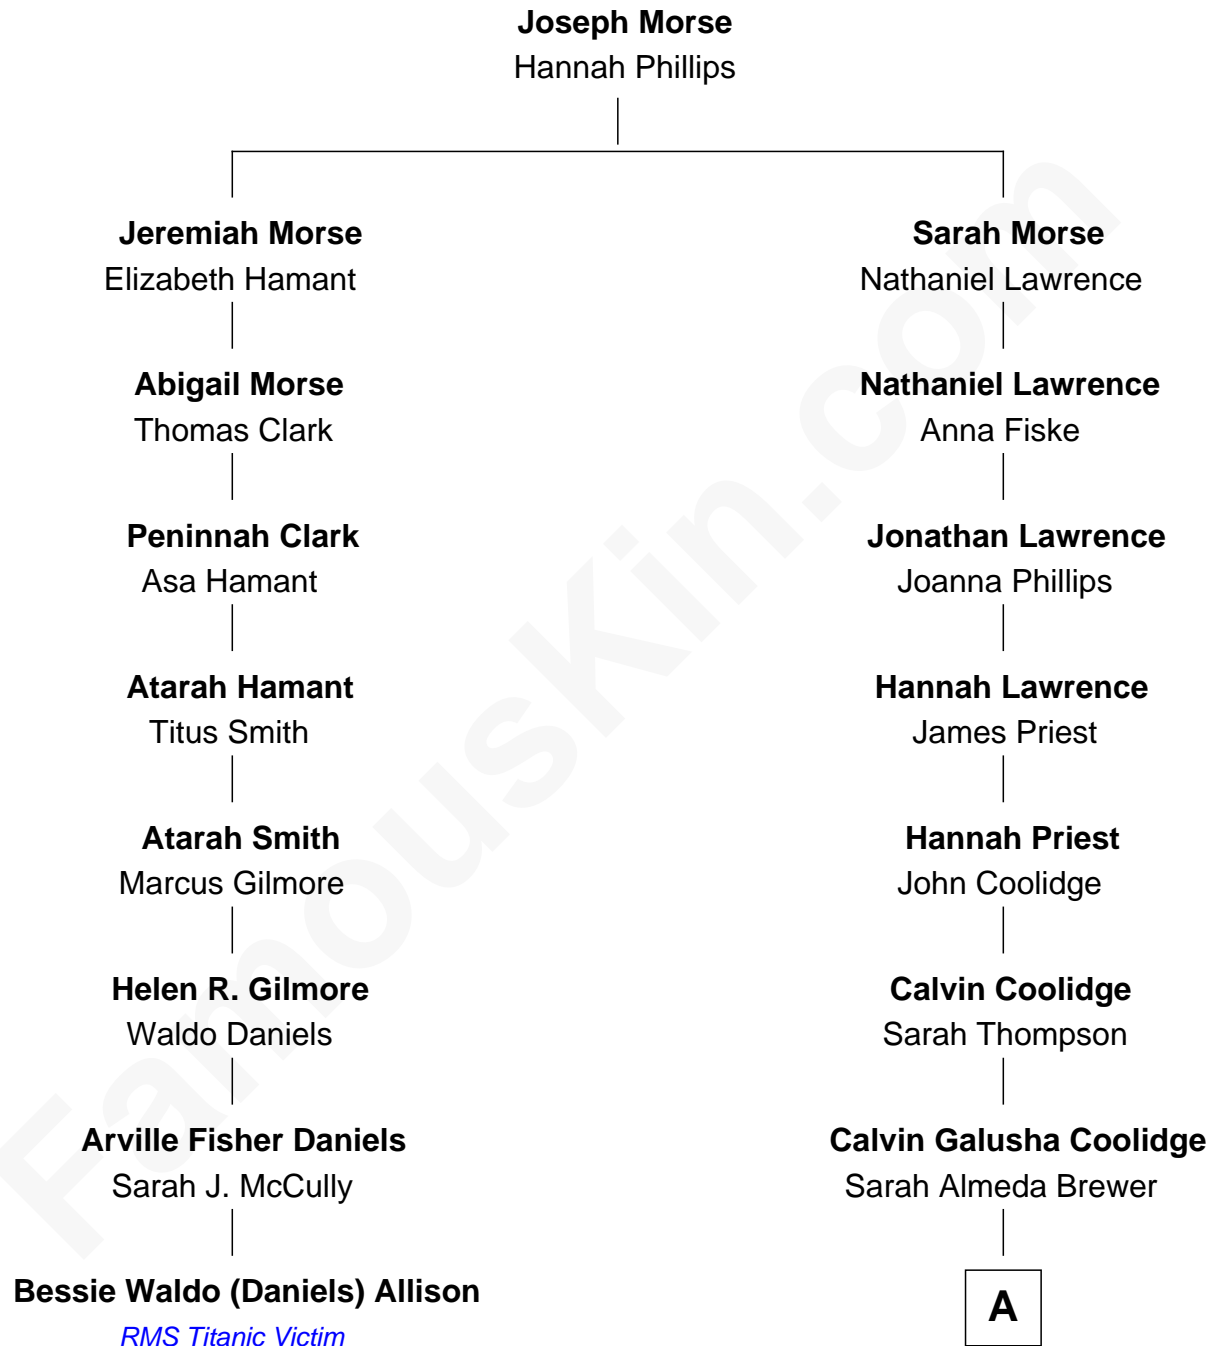 Joseph Morse
Hannah Phillips
Jeremiah Morse
Elizabeth Hamant
Sarah Morse
Nathaniel Lawrence
Abigail Morse
Thomas Clark
Nathaniel Lawrence
Anna Fiske
Peninnah Clark
Asa Hamant
Jonathan Lawrence
Joanna Phillips
Atarah Hamant
Titus Smith
Hannah Lawrence
James Priest
Atarah Smith
Marcus Gilmore
Hannah Priest
John Coolidge
Helen R. Gilmore
Waldo Daniels
Calvin Coolidge
Sarah Thompson
Arville Fisher Daniels
Sarah J. McCully
Calvin Galusha Coolidge
Sarah Almeda Brewer
Bessie Waldo (Daniels) Allison
RMS Titanic Victim
A
FamousKin.com